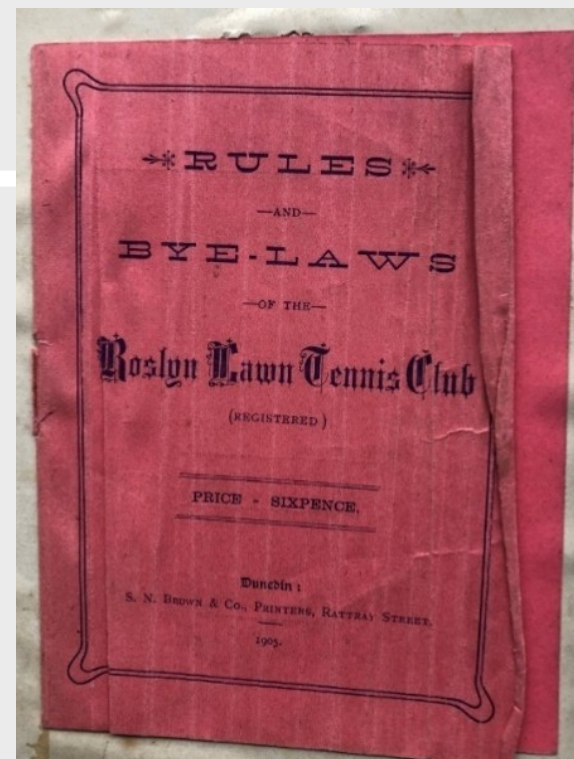 RULES
—AND—
BYE-LAWS
—OF THE—
Roslyn Lawn Tennis Club
(REGISTERED)
PRICE - SIXPENCE.
Dunedin:
S. N. BROWN & CO., PRINTERS, RATTRAY STREET.
1905.